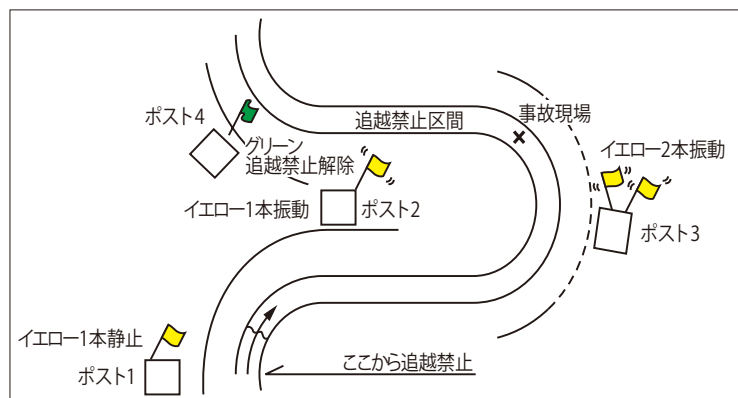 事故現場
追越禁止区間
ポスト4
グリーン
追越禁止解除
イエロー2本振動
イエロー1本振動
ポスト2
ポスト3
イエロー1本静止
ポスト1
ここから追越禁止